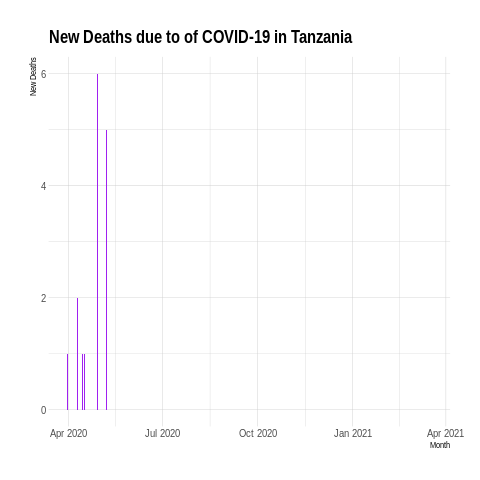 New Deaths due to of COVID-19 in Tanzania
New Deaths
6
4
2
0
Apr 2020 Jul 2020 Oct 2020 Jan 2021 Apr 2021
Month